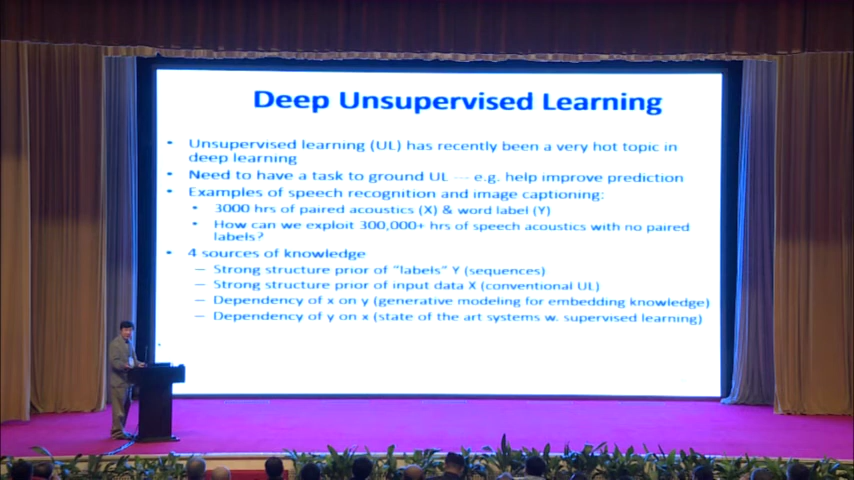 Deep Unsupervised Learning
• Unsupervised learning (UL) has recently been a very hot topic in
deep learning
• Need to have a task to ground UL --- e.g. help improve prediction
• Examples of speech recognition and image captioning:
• 3000 hrs of paired acoustics (X) & word label (Y)
• How can we exploit 300,000+ hrs of speech acoustics with no paired
labels?
• 4 sources of knowledge
– Strong structure prior of "labels" Y (sequences)
– Strong structure prior of input data X (conventional UL)
– Dependency of x on y (generative modeling for embedding knowledge)
– Dependency of y on x (state of the art systems w. supervised learning)